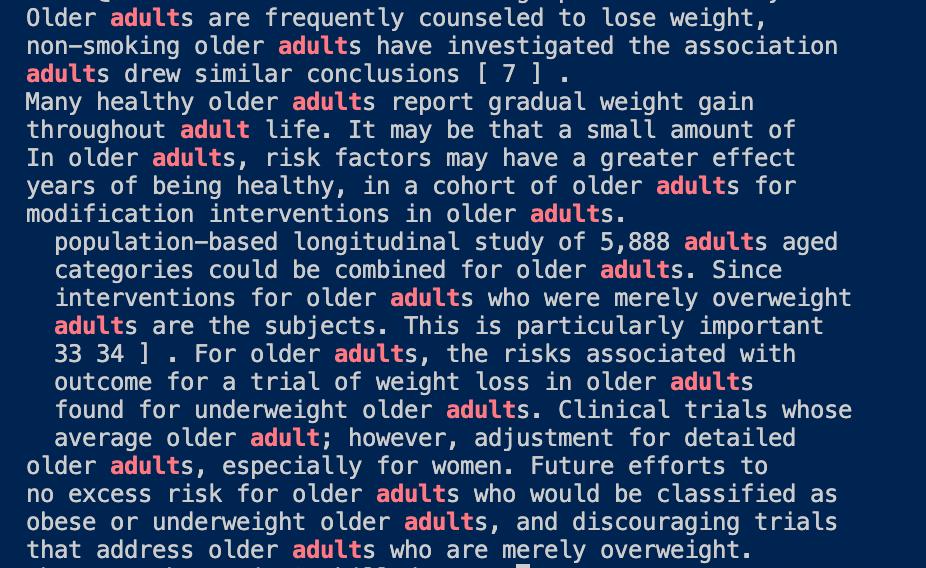 Older adults are frequently counseled to lose weight,
non-smoking older adults have investigated the association
adults drew similar conclusions [ 7 ] .
Many healthy older adults report gradual weight gain
throughout adult life. It may be that a small amount of
In older adults, risk factors may have a greater effect
years of being healthy, in a cohort of older adults for
modification interventions in older adults.
population-based longitudinal study of 5,888 adults aged
categories could be combined for older adults. Since
interventions for older adults who were merely overweight
adults are the subjects. This is particularly important
33 34 ] . For older adults, the risks associated with
outcome for a trial of weight loss in older adults
found for underweight older adults. Clinical trials whose
average older adult; however, adjustment for detailed
older adults, especially for women. Future efforts to
no excess risk for older adults who would be classified as
obese or underweight older adults, and discouraging trials
that address older adults who are merely overweight.